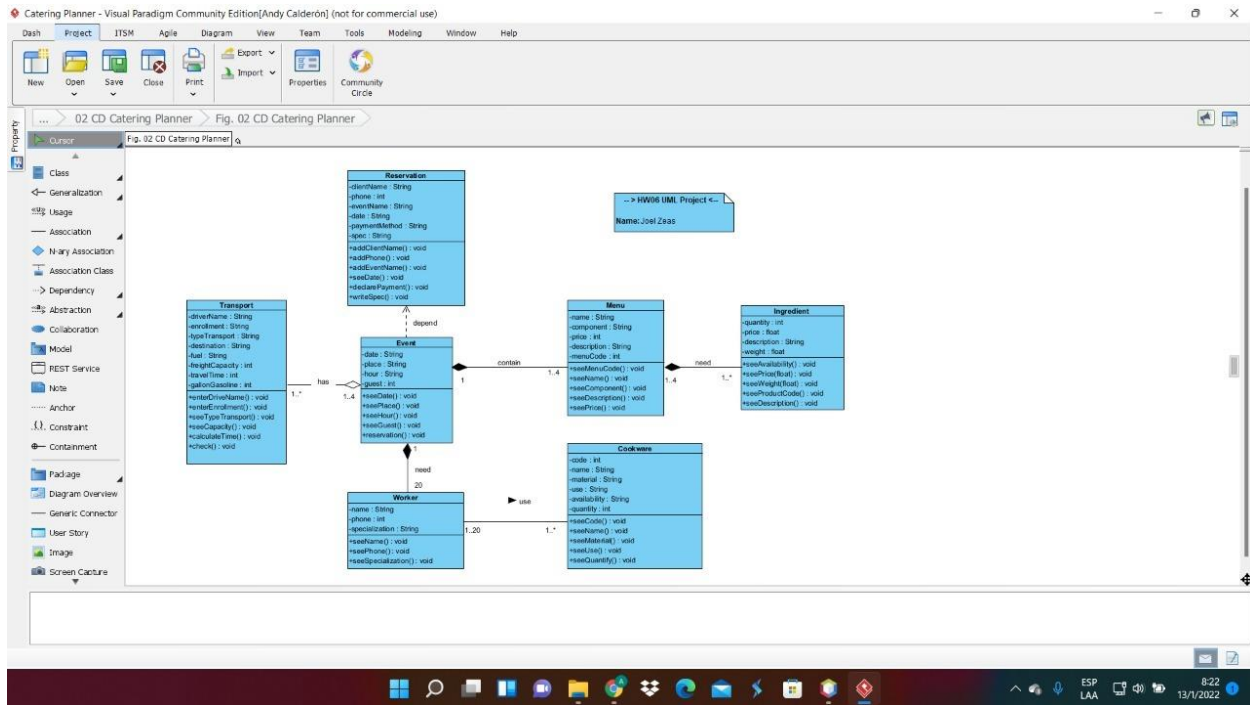 Catering Planner - Visual Paradigm Community Edition[Andy Calderón] (not for commercial use)
Dash Project ITSM Agile Diagram View Team Tools Modeling Window Help
New Open Save Close Print Export Import Properties Community Circle
... 02 CD Catering Planner Fig. 02 CD Catering Planner
Property
Cursor
Fig. 02 CD Catering Planner
Class
Generalization
Usage
Association
N-ary Association
Association Class
Dependency
Abstraction
Collaboration
Model
REST Service
Note
Anchor
Constraint
Containment
Package
Diagram Overview
Generic Connector
User Story
Image
Screen Capture
Reservation
-clientName : String
-phone : int
-eventName : String
-date : String
-paymentMethod : String
-spec : String
+addClientName() : void
+addPhone() : void
+addEventName() : void
+seeDate() : void
+declarePayment() : void
+writeSpec() : void
-- > HW06 UML Project <--
Name: Joel Zeas
depend
Transport
-driverName : String
-enrollment : String
-typeTransport : String
-destination : String
-fuel : String
-freightCapacity : int
-travelTime : int
-gallonGasoline : int
+enterDriveName() : void
+enterEnrolment() : void
+seeTypeTransport() : void
+seeCapacity() : void
+calculateTime() : void
+check() : void
has
1..*
1..4
Event
-date : String
-place : String
-hour : String
-guest : int
+seeDate() : void
+seePlace() : void
+seeHour() : void
+seeGuest() : void
+reservation() : void
contain
1
1..4
Menu
-name : String
-component : String
-price : int
-description : String
-menuCode : int
+seeMenuCode() : void
+seeName() : void
+seeComponent() : void
+seeDescription() : void
+seePrice() : void
need
1..4
1..*
Ingredient
-quantity : int
-price : float
-description : String
-weight : float
+seeAvailability() : void
+seePrice(float) : void
+seeWeight(float) : void
+seeProductCode() : void
+seeDescription() : void
1
need
20
Worker
-name : String
-phone : int
-specialization : String
+seeName() : void
+seePhone() : void
+seeSpecialization() : void
use
1..20
1..*
Cookware
-code : int
-name : String
-material : String
-use : String
-availability : String
-quantity : int
+seeCode() : void
+seeName() : void
+seeMaterial() : void
+seeUse() : void
+seeQuantify() : void
ESP
LAA
8:22
13/1/2022